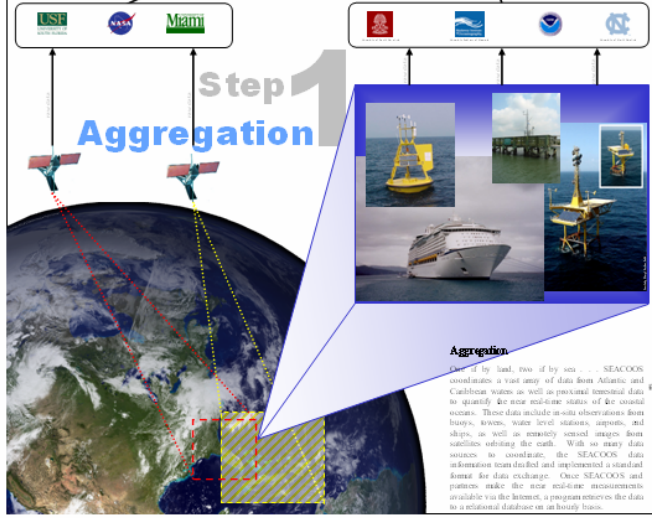 USF
UNIVERSITY OF
SOUTH FLORIDA
NASA
Miami
Step 1
Aggregation
Aggregation
One if by land, two if by sea . . . SEACOOS
coordinates a vast array of data from Atlantic and
Caribbean waters as well as proximal terrestrial data
to quantify the near real-time status of the coastal
oceans. These data include in-situ observations from
buoys, towers, water level stations, airports, and
ships, as well as remotely sensed images from
satellites orbiting the earth. With so many data
sources to coordinate, the SEACOOS data
information team drafted and implemented a standard
format for data exchange. Once SEACOOS and
partners make the near real-time measurements
available via the Internet, a program retrieves the data
to a relational database on an hourly basis.